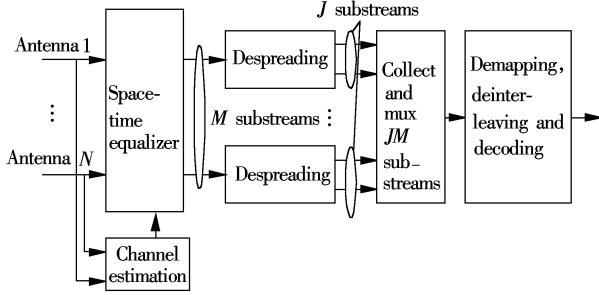 J substreams
Antenna 1
⋮
Antenna N
Space-
time
equalizer
Despreading
M substreams ⋮
Despreading
Collect
and
mux
JM
sub-
streams
Demapping,
deinter-
leaving and
decoding
Channel
estimation